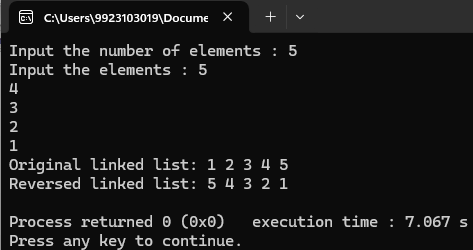 C:\Users\9923103019\Docume
Input the number of elements : 5
Input the elements : 5
4
3
2
1
Original linked list: 1 2 3 4 5
Reversed linked list: 5 4 3 2 1
Process returned 0 (0x0)   execution time : 7.067 s
Press any key to continue.